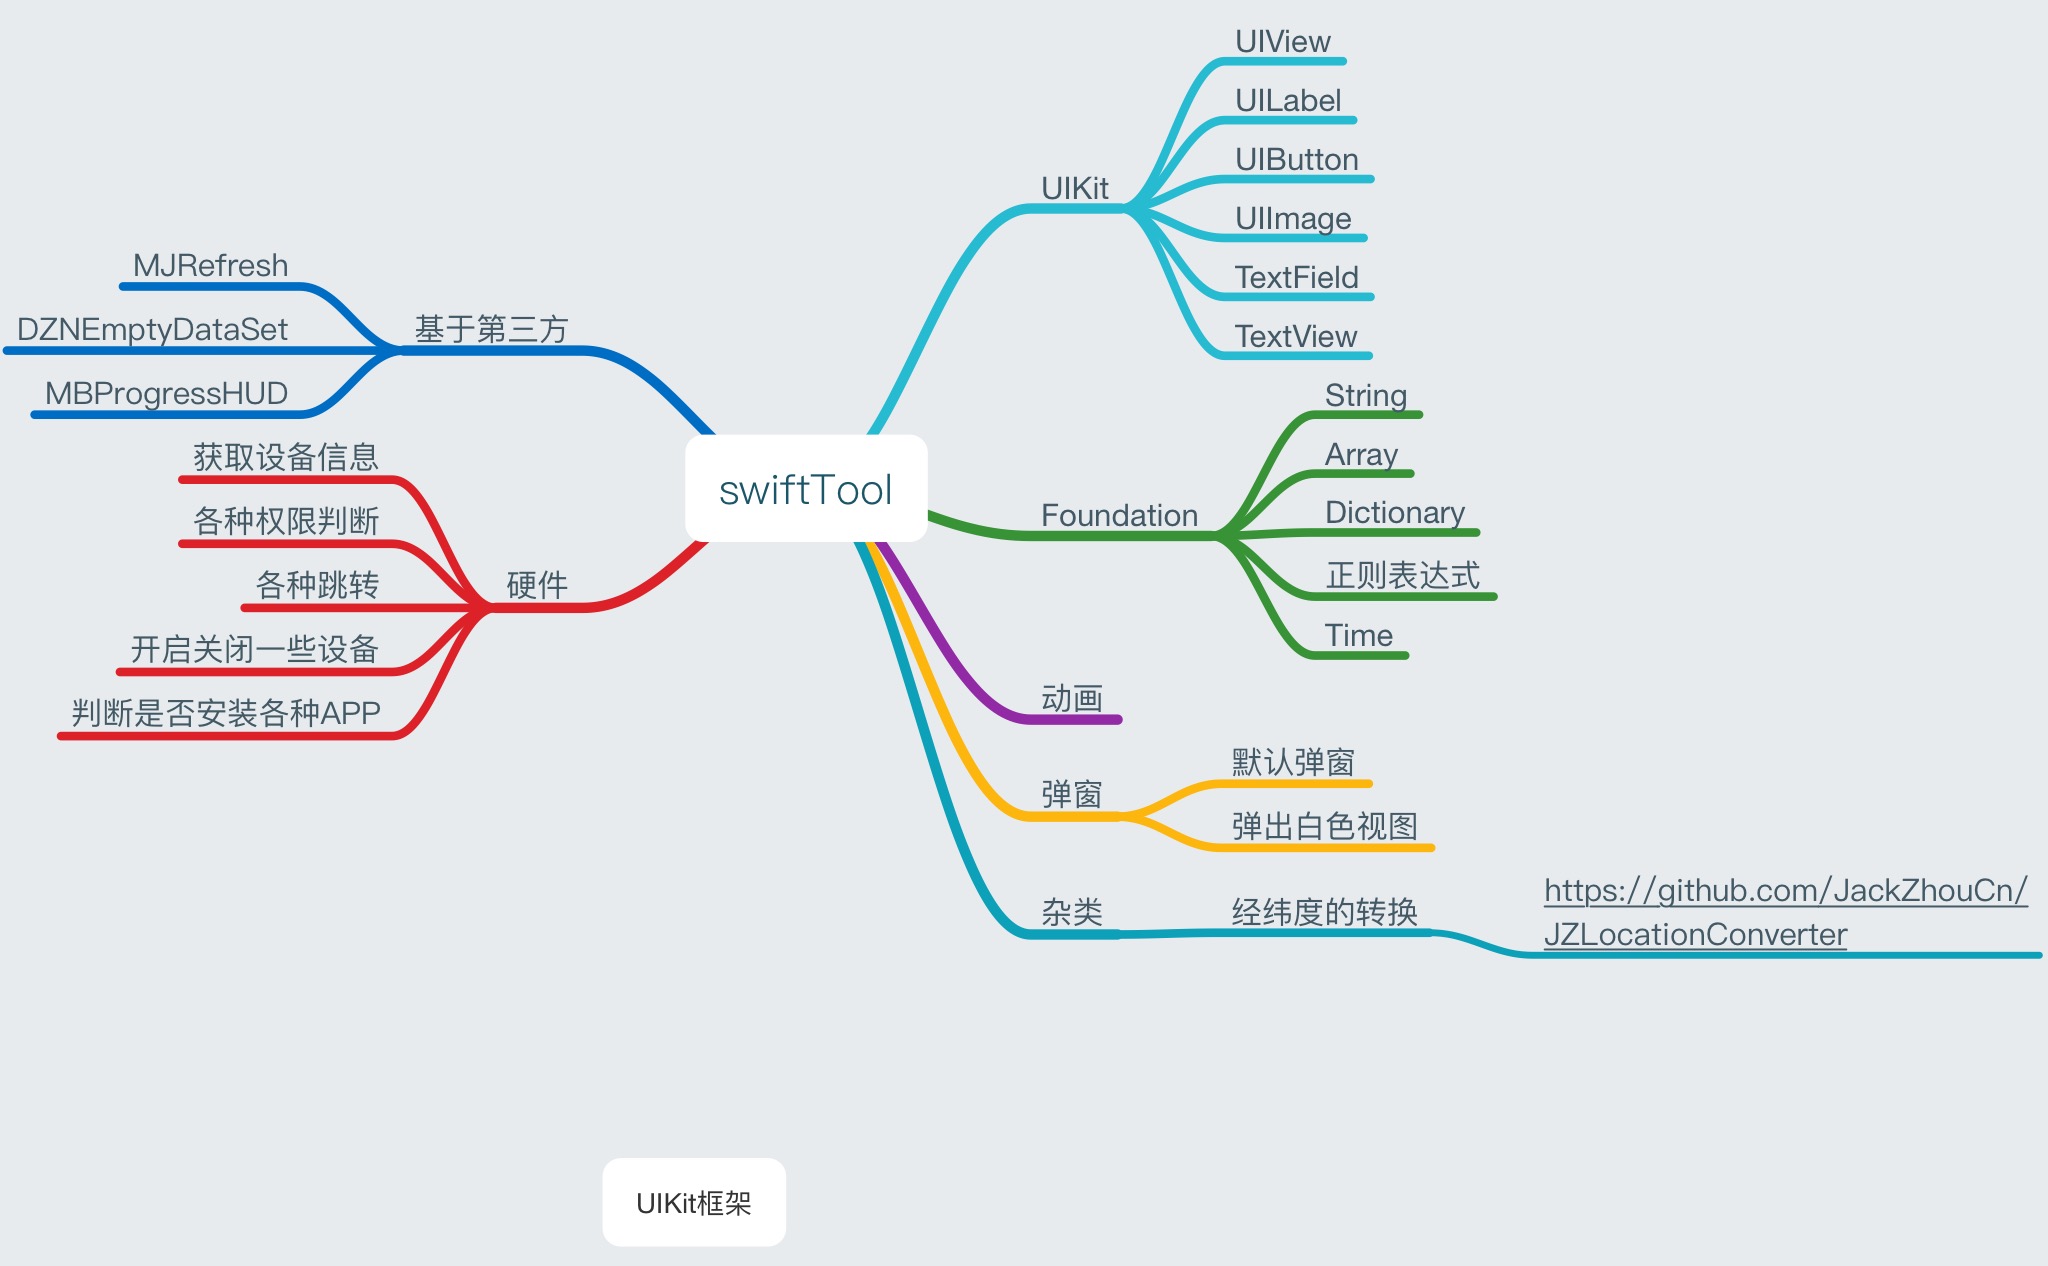 swiftTool
UIKit
UIView
UILabel
UIButton
UIImage
TextField
TextView
Foundation
String
Array
Dictionary
正则表达式
Time
动画
弹窗
默认弹窗
弹出白色视图
杂类
经纬度的转换
https://github.com/JackZhouCn/
JZLocationConverter
基于第三方
MJRefresh
DZNEmptyDataSet
MBProgressHUD
硬件
获取设备信息
各种权限判断
各种跳转
开启关闭一些设备
判断是否安装各种APP
UIKit框架